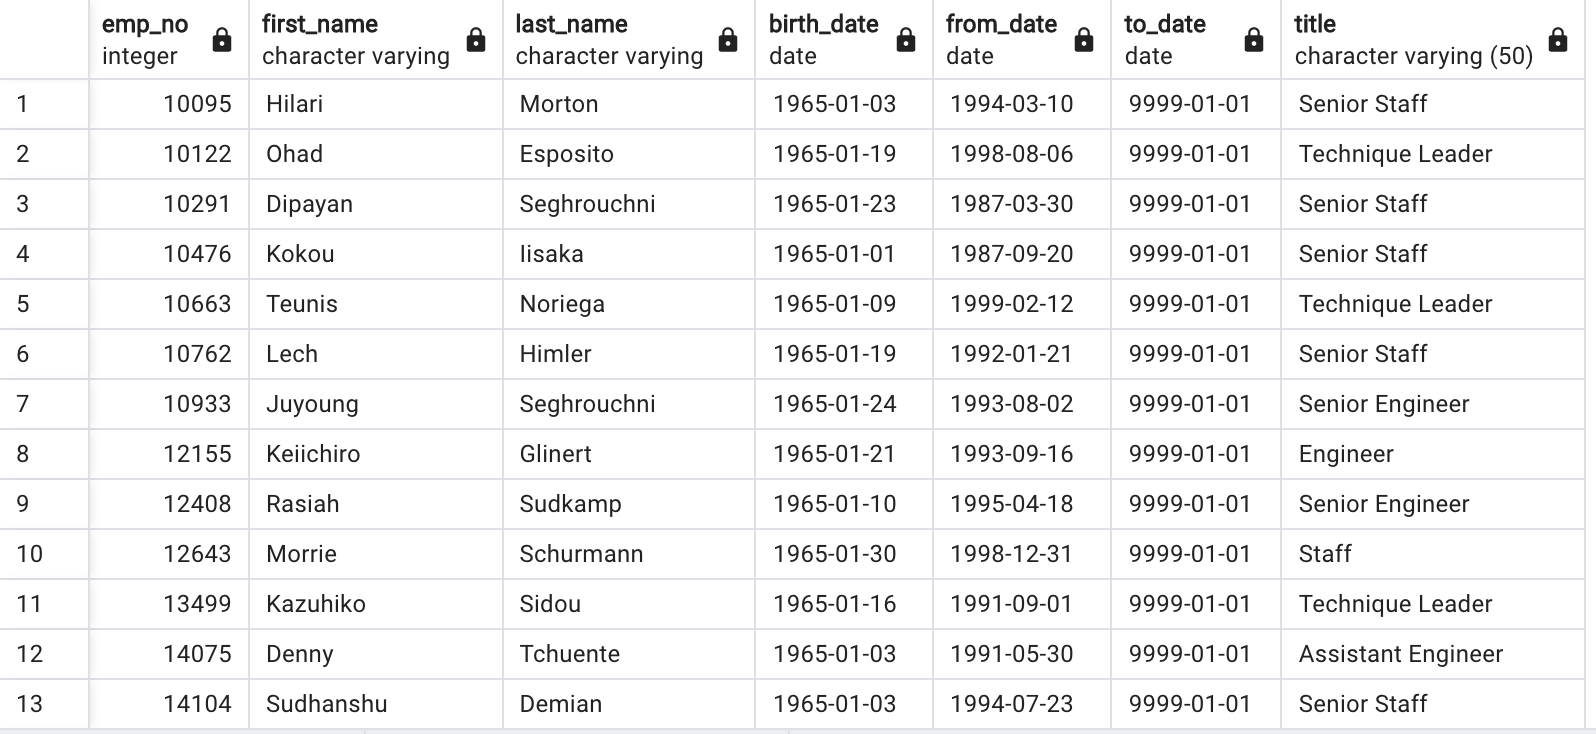 emp_no first_name last_name birth_date from_date to_date title
integer character varying character varying date date date character varying (50)
1 10095 Hilari Morton 1965-01-03 1994-03-10 9999-01-01 Senior Staff
2 10122 Ohad Esposito 1965-01-19 1998-08-06 9999-01-01 Technique Leader
3 10291 Dipayan Seghrouchni 1965-01-23 1987-03-30 9999-01-01 Senior Staff
4 10476 Kokou Iisaka 1965-01-01 1987-09-20 9999-01-01 Senior Staff
5 10663 Teunis Noriega 1965-01-09 1999-02-12 9999-01-01 Technique Leader
6 10762 Lech Himler 1965-01-19 1992-01-21 9999-01-01 Senior Staff
7 10933 Juyoung Seghrouchni 1965-01-24 1993-08-02 9999-01-01 Senior Engineer
8 12155 Keiichiro Glinert 1965-01-21 1993-09-16 9999-01-01 Engineer
9 12408 Rasiah Sudkamp 1965-01-10 1995-04-18 9999-01-01 Senior Engineer
10 12643 Morrie Schurmann 1965-01-30 1998-12-31 9999-01-01 Staff
11 13499 Kazuhiko Sidou 1965-01-16 1991-09-01 9999-01-01 Technique Leader
12 14075 Denny Tchuente 1965-01-03 1991-05-30 9999-01-01 Assistant Engineer
13 14104 Sudhanshu Demian 1965-01-03 1994-07-23 9999-01-01 Senior Staff